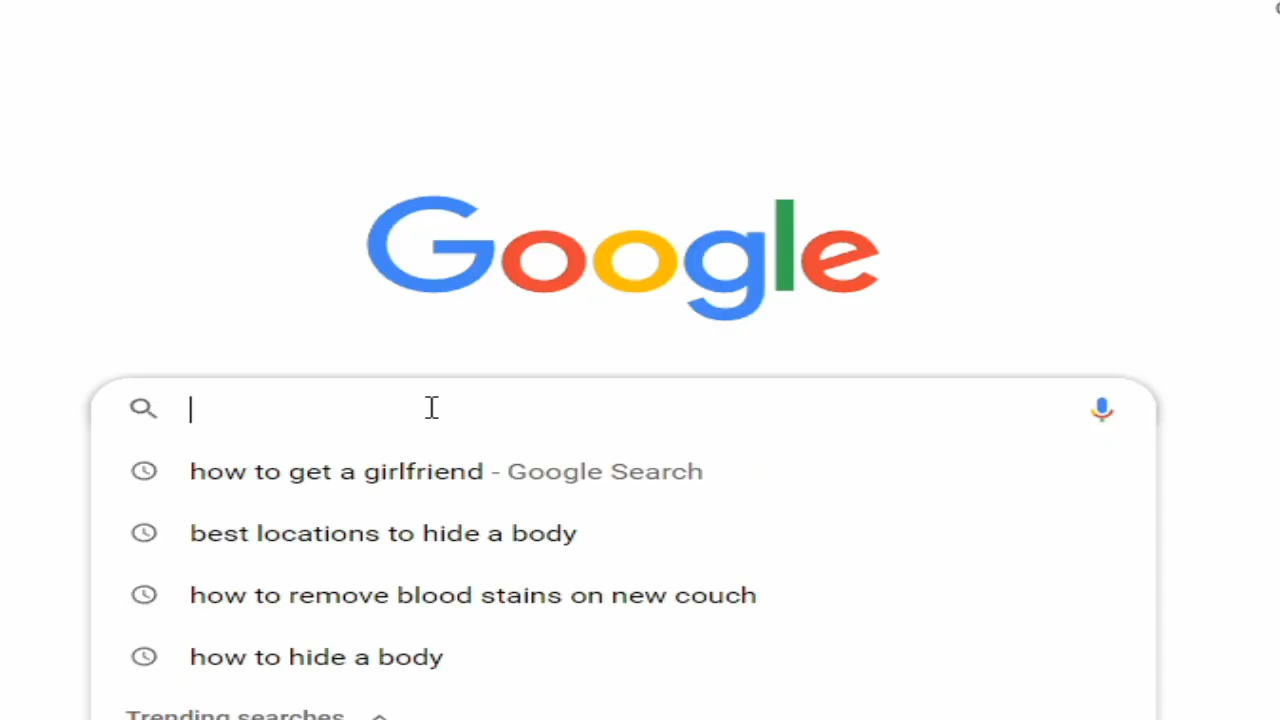 Google
how to get a girlfriend - Google Search
best locations to hide a body
how to remove blood stains on new couch
how to hide a body
Trending searches